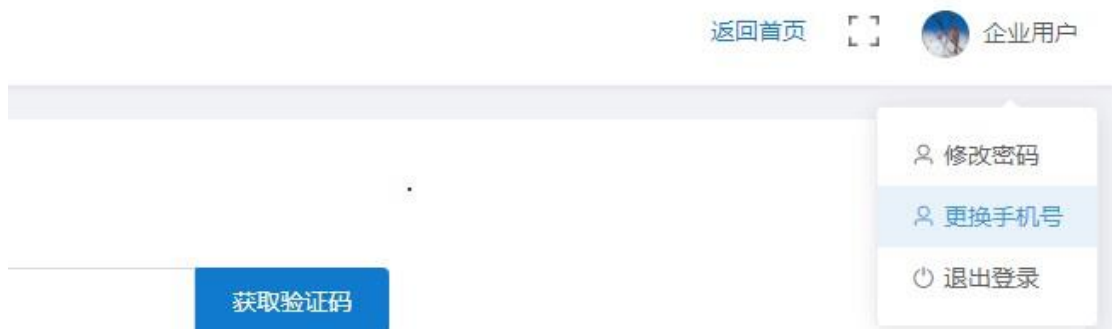 返回首页 企业用户
修改密码
更换手机号
退出登录
获取验证码